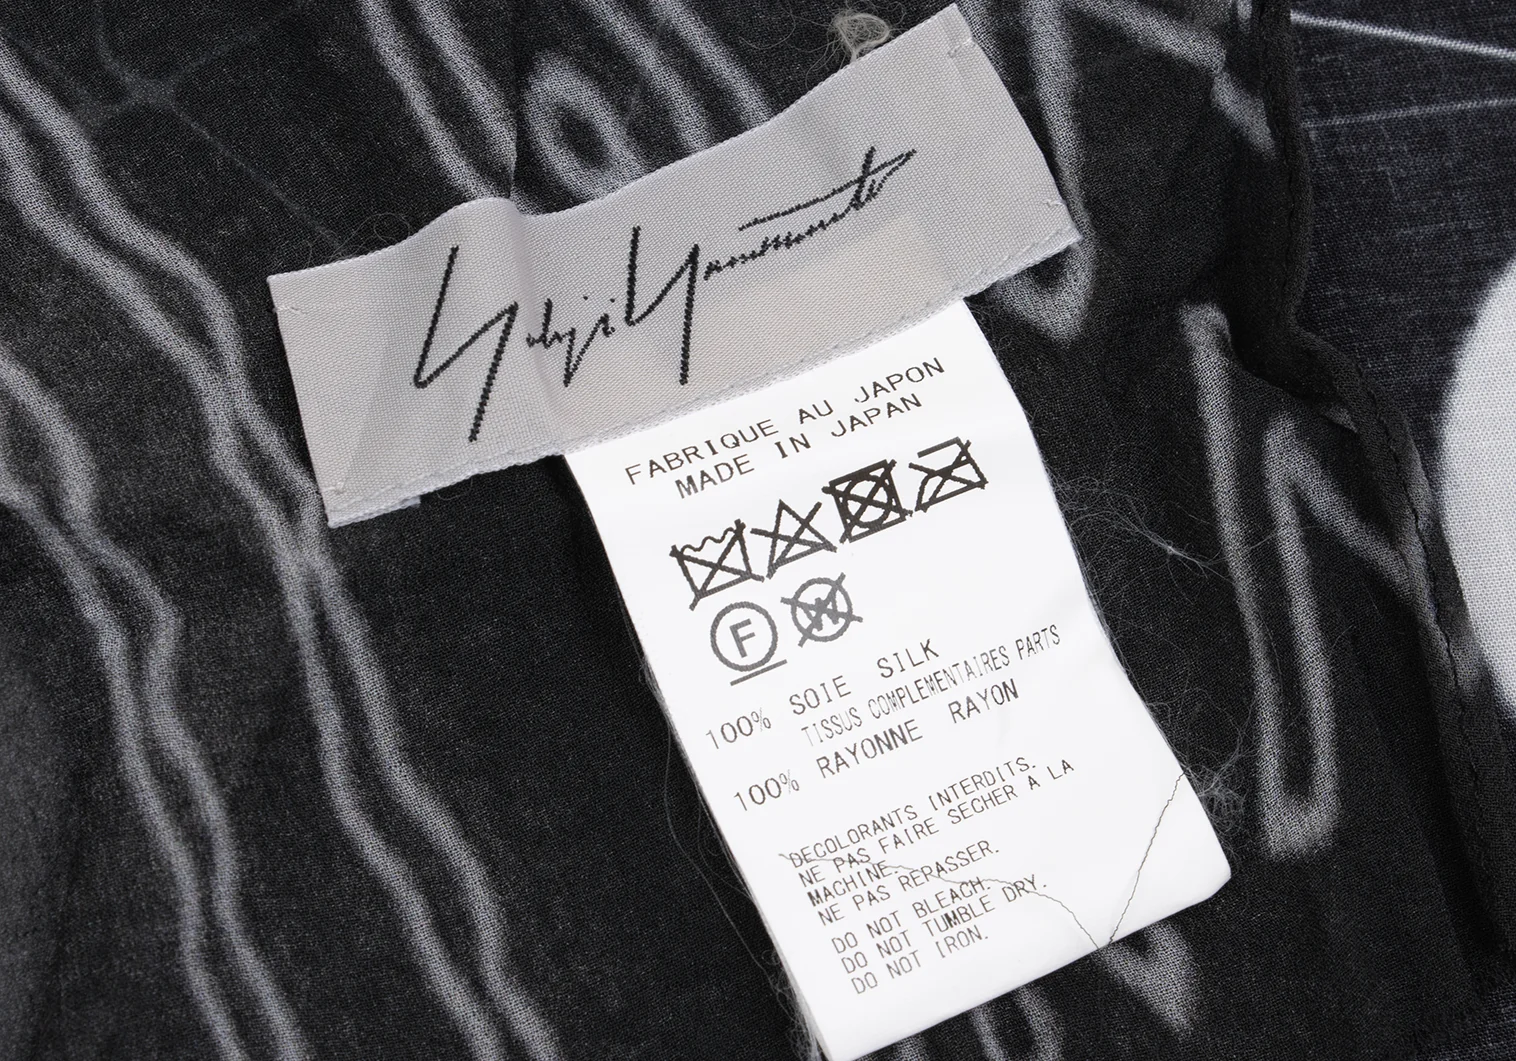 Yohji Yamamoto
FABRIQUE AU JAPON
MADE IN JAPAN
F W
100% SOIE SILK
TISSUS COMPLEMENTAIRES PARTS
100% RAYONNE RAYON
DECOLORANTS INTERDITS.
NE PAS FAIRE SECHER A LA
MACHINE.
NE PAS REPASSER.
DO NOT BLEACH.
DO NOT TUMBLE DRY.
DO NOT IRON.